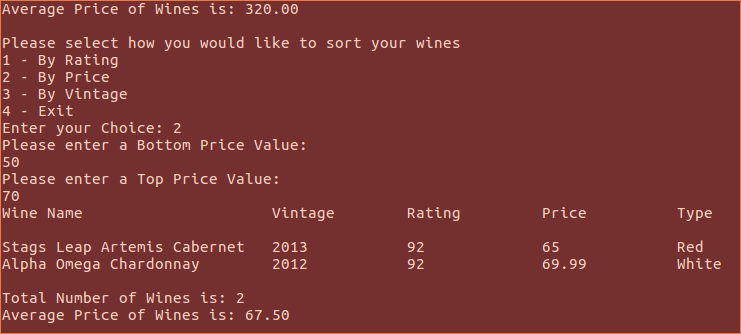 Average Price of Wines is: 320.00
Please select how you would like to sort your wines
1 - By Rating
2 - By Price
3 - By Vintage
4 - Exit
Enter your Choice: 2
Please enter a Bottom Price Value:
50
Please enter a Top Price Value:
70
Wine Name Vintage Rating Price Type
Stags Leap Artemis Cabernet 2013 92 65 Red
Alpha Omega Chardonnay 2012 92 69.99 White
Total Number of Wines is: 2
Average Price of Wines is: 67.50